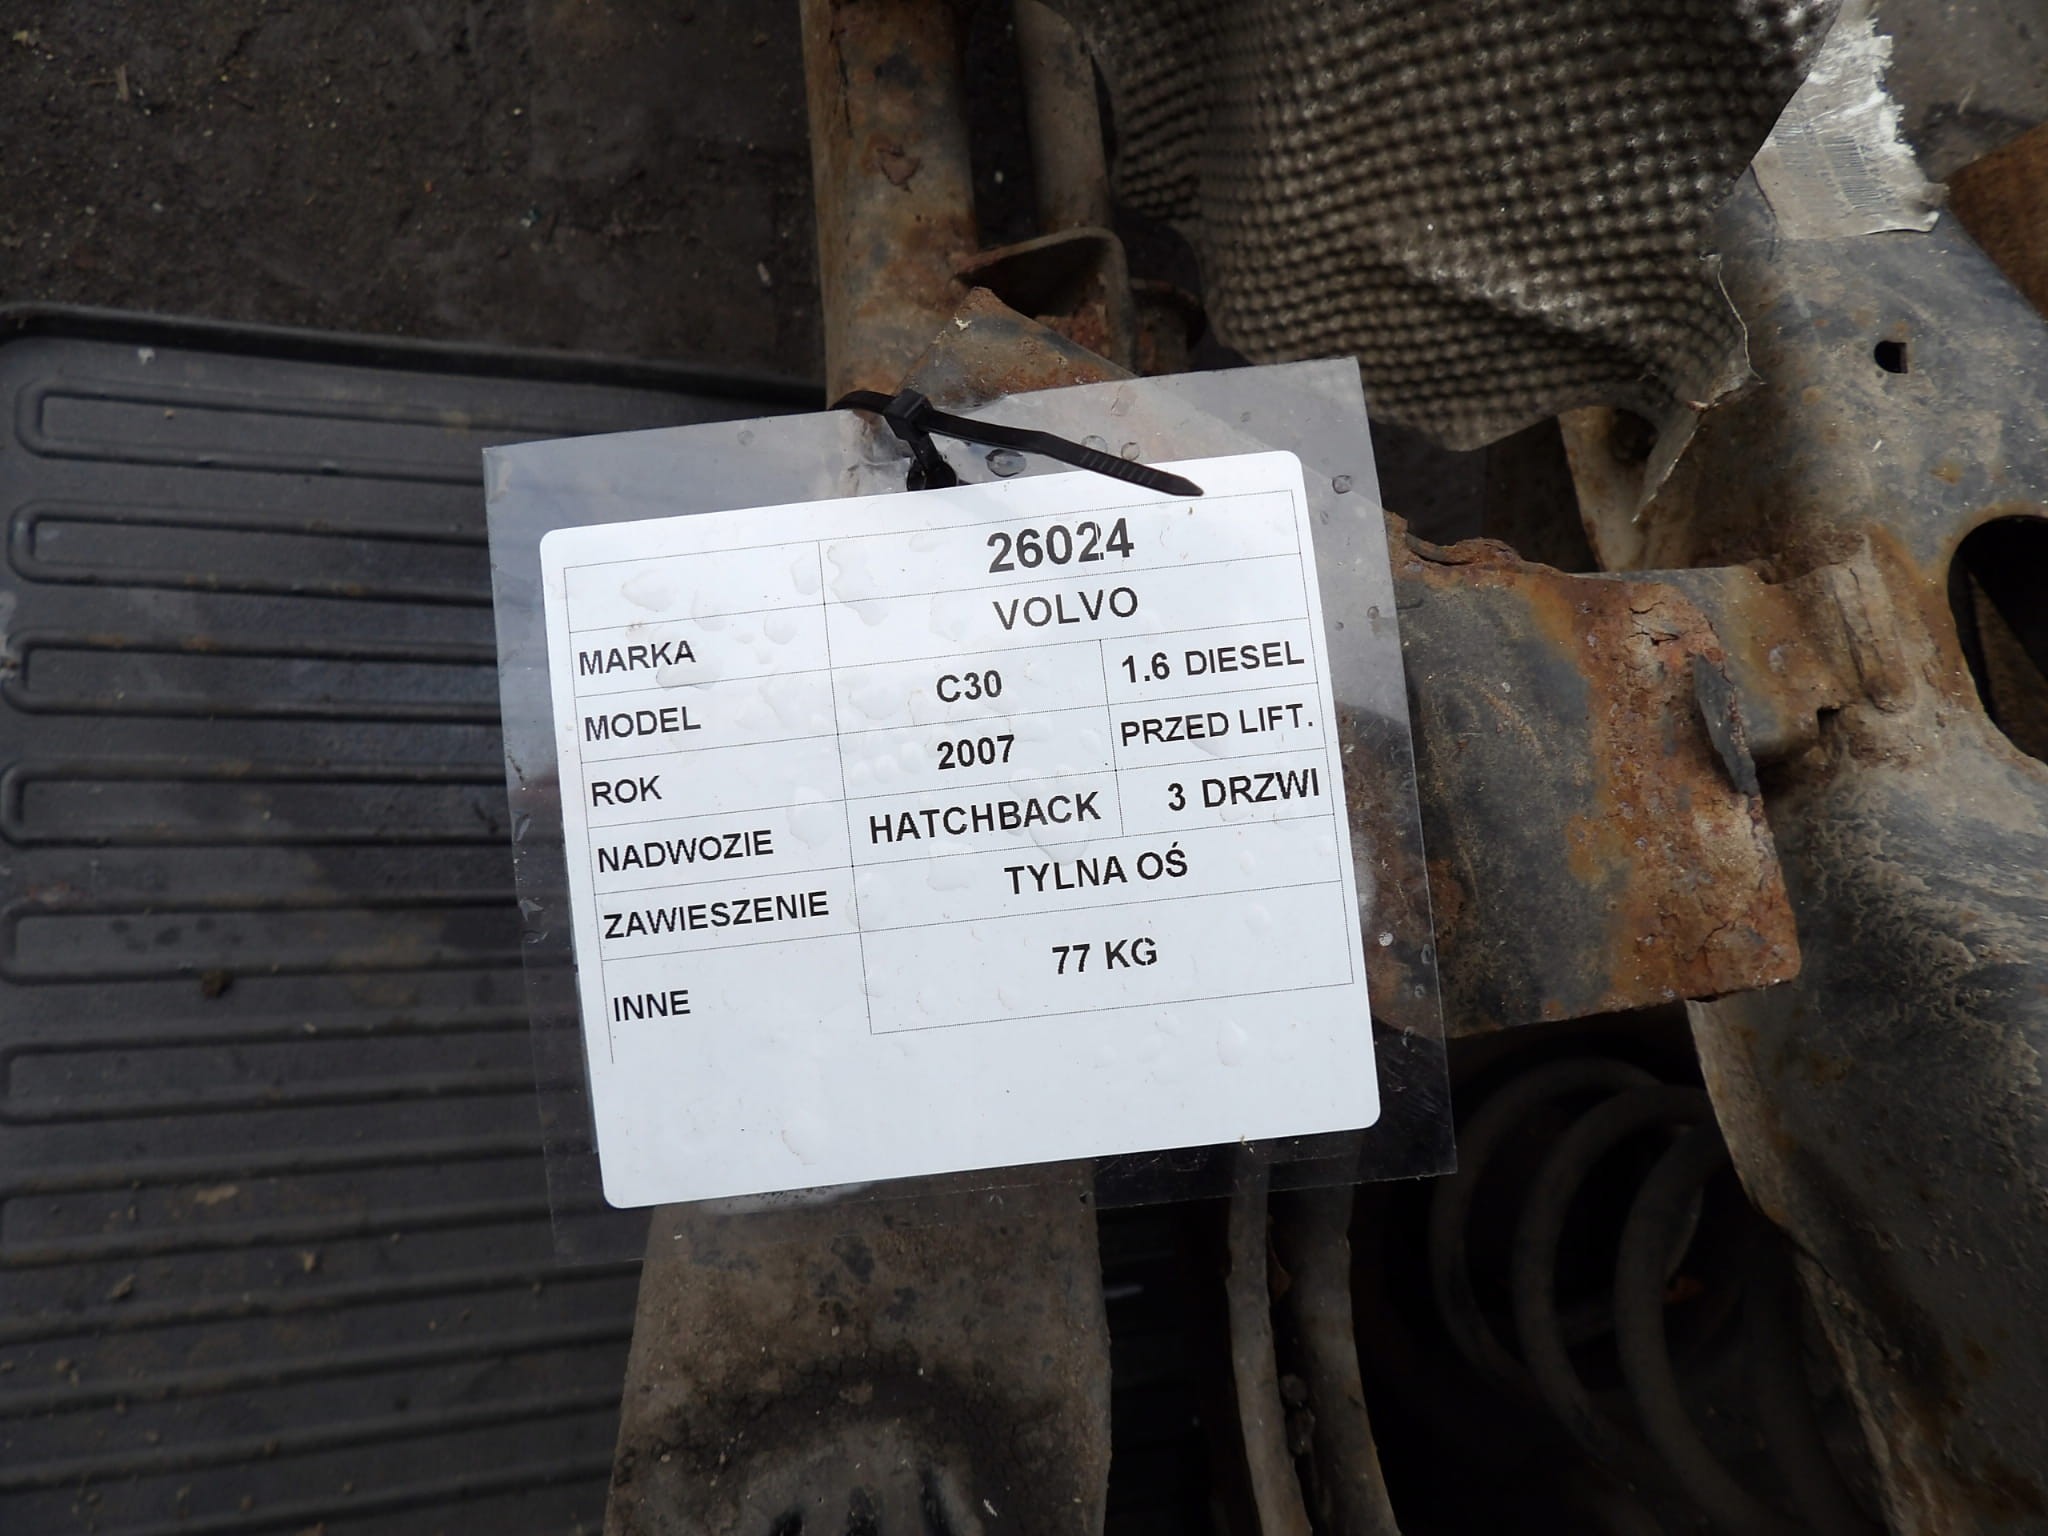 26024
MARKA VOLVO
MODEL C30 1.6 DIESEL
ROK 2007 PRZED LIFT.
NADWOZIE HATCHBACK 3 DRZWI
ZAWIESZENIE TYLNA OŚ
INNE 77 KG